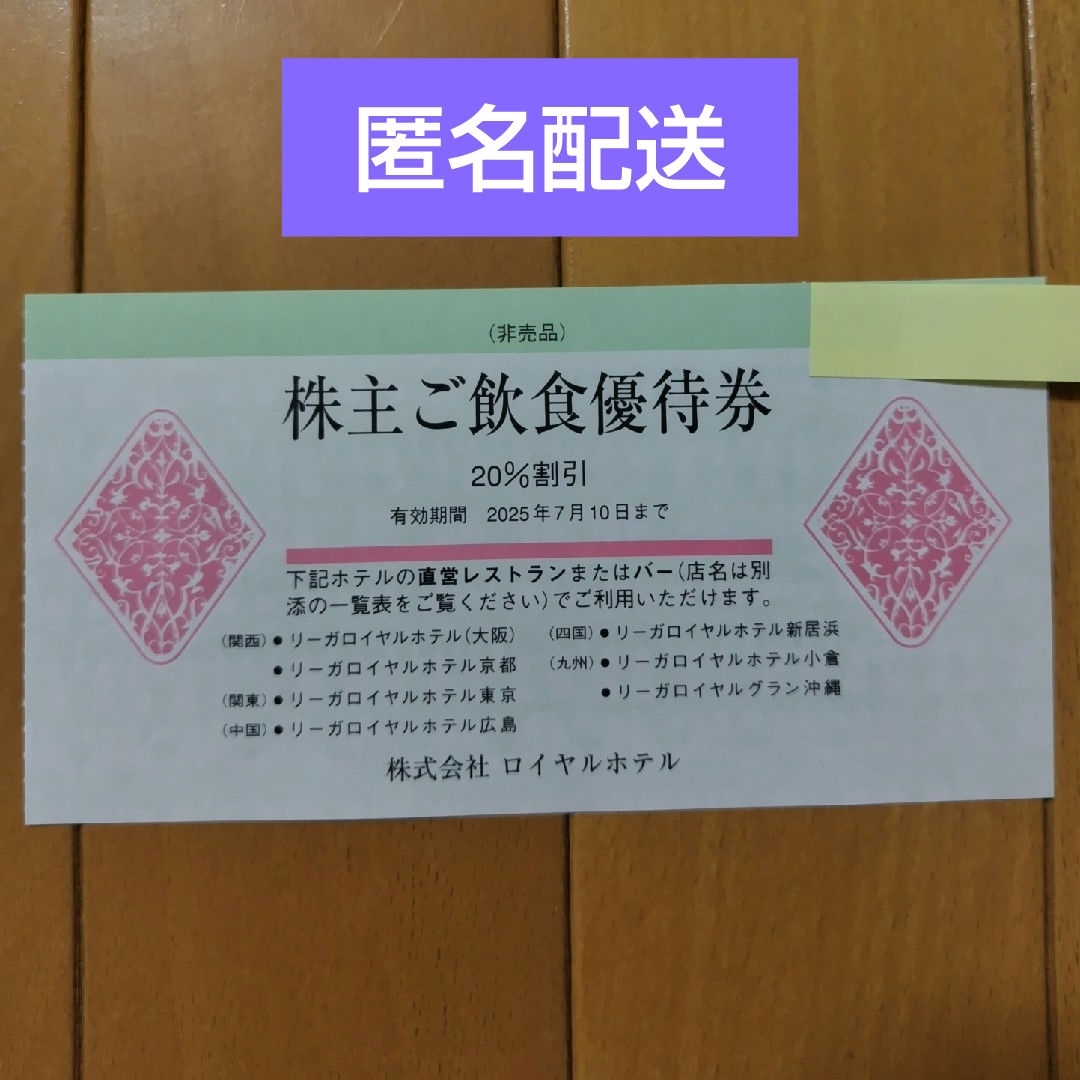 匿名配送
(非売品)
株主ご飲食優待券
20%割引
有効期間 2025年7月10日まで
下記ホテルの直営レストランまたはバー(店名は別
添の一覧表をご覧ください)でご利用いただけます。
(関西)●リーガロイヤルホテル(大阪) (四国)●リーガロイヤルホテル新居浜
●リーガロイヤルホテル京都 (九州)●リーガロイヤルホテル小倉
(関東)●リーガロイヤルホテル東京 ●リーガロイヤルグラン沖縄
(中国)●リーガロイヤルホテル広島
株式会社 ロイヤルホテル